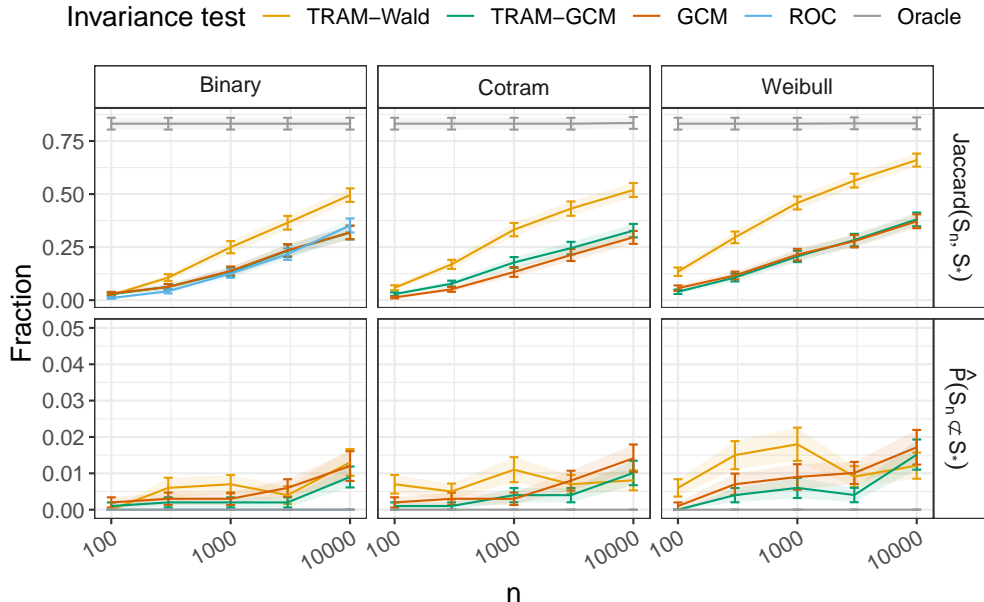 Invariance test TRAM−Wald TRAM−GCM GCM ROC Oracle
Binary Cotram Weibull
Fraction
0.75
0.50
0.25
0.00
Jaccard(Sn, S*)
0.05
0.04
0.03
0.02
0.01
0.00
P̂(Sn ⊄ S*)
100 1000 10000 100 1000 10000 100 1000 10000
n